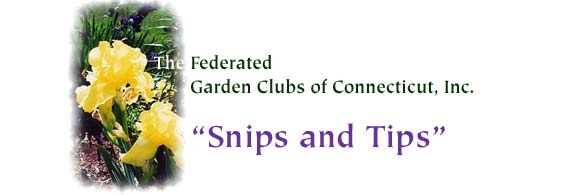 The Federated
Garden Clubs of Connecticut, Inc.
“Snips and Tips”